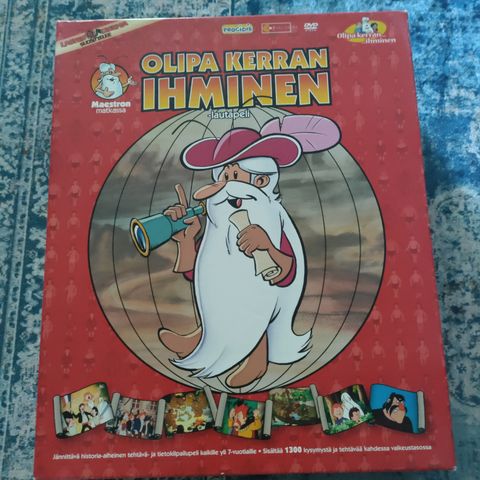 PROCIDIS
DVD
Olipa kerran
ihminen
Maestron
matkassa
OLIPA KERRAN
IHMINEN
-lautapeli
Jännittävä historia-aiheinen tehtävä- ja tietokilpailupeli kaikille yli 7-vuotiaille • Sisältää 1300 kysymystä ja tehtävää kahdessa vaikeustasossa